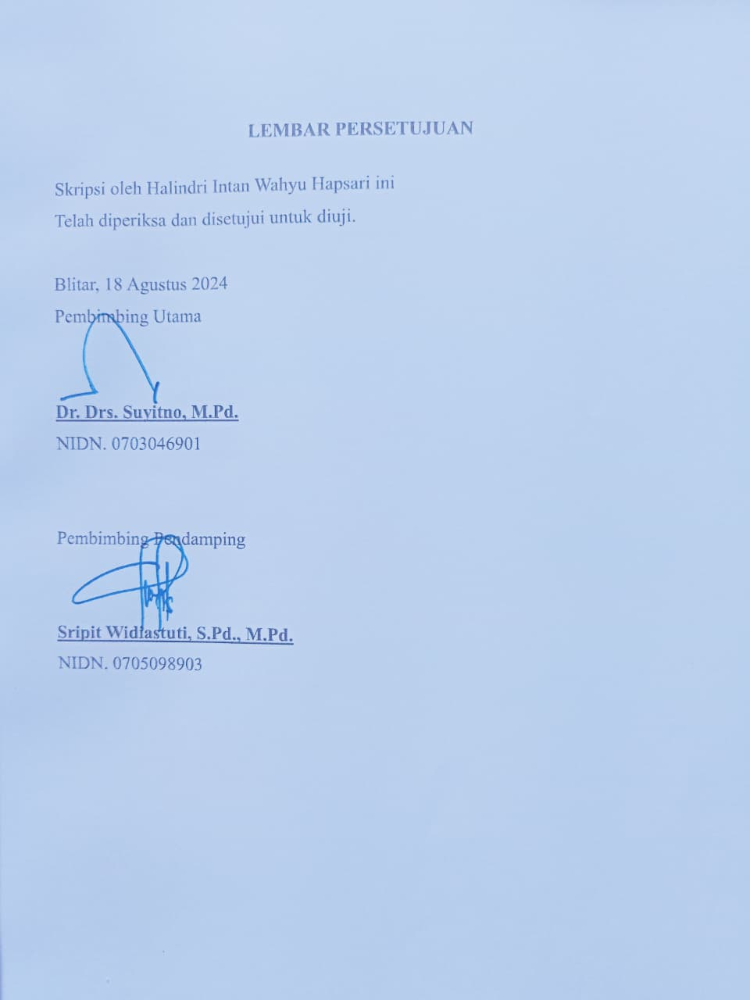 LEMBAR PERSETUJUAN
Skripsi oleh Halindri Intan Wahyu Hapsari ini
Telah diperiksa dan disetujui untuk diuji.
Blitar, 18 Agustus 2024
Pembimbing Utama
Dr. Drs. Suyitno, M.Pd.
NIDN. 0703046901
Pembimbing Pendamping
Sripit Widiastuti, S.Pd., M.Pd.
NIDN. 0705098903